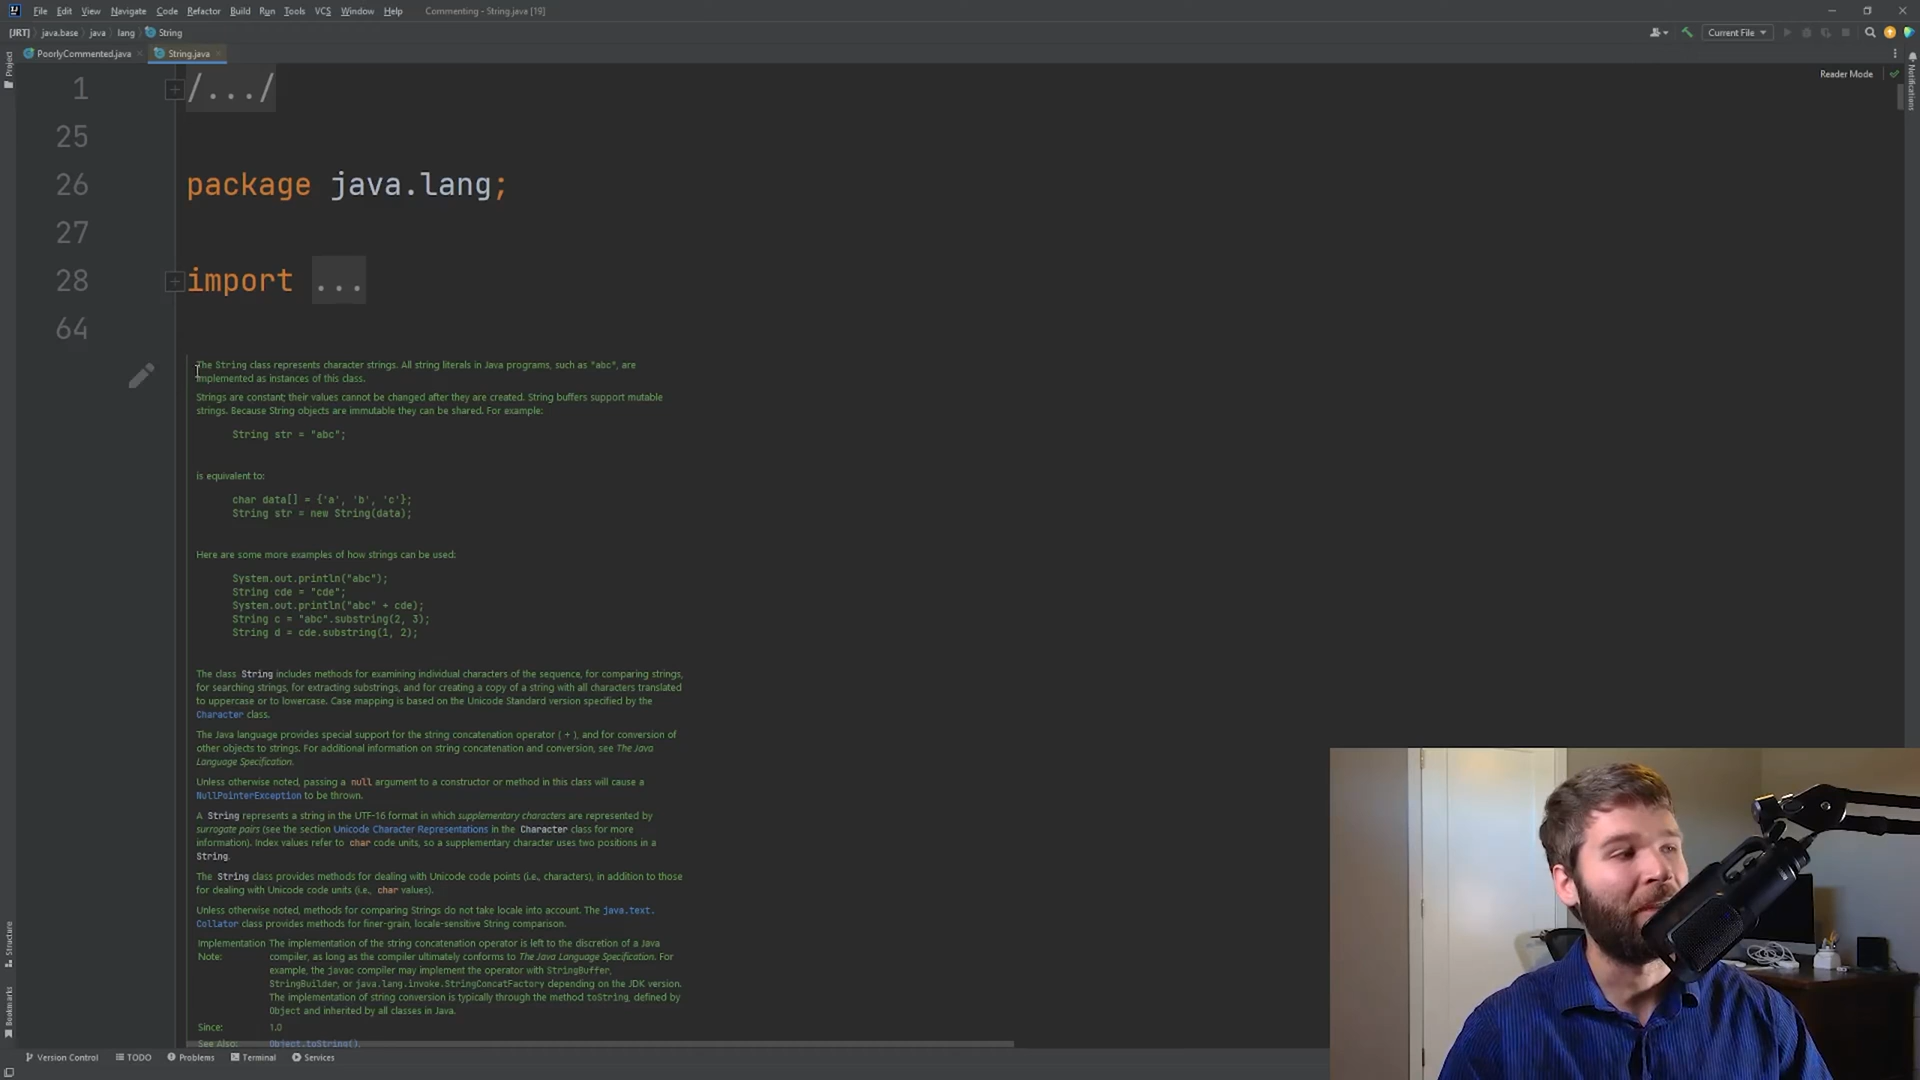 File Edit View Navigate Code Refactor Build Run Tools VCS Window Help Commenting - String.java [19]
[JRT] java.base java lang String Current File
PoorlyCommented.java String.java
Project
Notifications
Reader Mode
1 /.../
25
26 package java.lang;
27
28 import ...
64
The String class represents character strings. All string literals in Java programs, such as "abc", are
implemented as instances of this class.
Strings are constant; their values cannot be changed after they are created. String buffers support mutable
strings. Because String objects are immutable they can be shared. For example:
String str = "abc";
is equivalent to:
char data[] = {'a', 'b', 'c'};
String str = new String(data);
Here are some more examples of how strings can be used:
System.out.println("abc");
String cde = "cde";
System.out.println("abc" + cde);
String c = "abc".substring(2, 3);
String d = cde.substring(1, 2);
The class String includes methods for examining individual characters of the sequence, for comparing strings,
for searching strings, for extracting substrings, and for creating a copy of a string with all characters translated
to uppercase or to lowercase. Case mapping is based on the Unicode Standard version specified by the
Character class.
The Java language provides special support for the string concatenation operator ( + ), and for conversion of
other objects to strings. For additional information on string concatenation and conversion, see The Java
Language Specification.
Unless otherwise noted, passing a null argument to a constructor or method in this class will cause a
NullPointerException to be thrown.
A String represents a string in the UTF-16 format in which supplementary characters are represented by
surrogate pairs (see the section Unicode Character Representations in the Character class for more
information). Index values refer to char code units, so a supplementary character uses two positions in a
String.
The String class provides methods for dealing with Unicode code points (i.e., characters), in addition to those
for dealing with Unicode code units (i.e., char values).
Unless otherwise noted, methods for comparing Strings do not take locale into account. The java.text.
Collator class provides methods for finer-grain, locale-sensitive String comparison.
Implementation The implementation of the string concatenation operator is left to the discretion of a Java
Note: compiler, as long as the compiler ultimately conforms to The Java Language Specification. For
example, the javac compiler may implement the operator with StringBuffer,
StringBuilder, or java.lang.invoke.StringConcatFactory depending on the JDK version.
The implementation of string conversion is typically through the method toString, defined by
Object and inherited by all classes in Java.
Since: 1.0
See Also: Object.toString(),
Structure
Bookmarks
Version Control TODO Problems Terminal Services